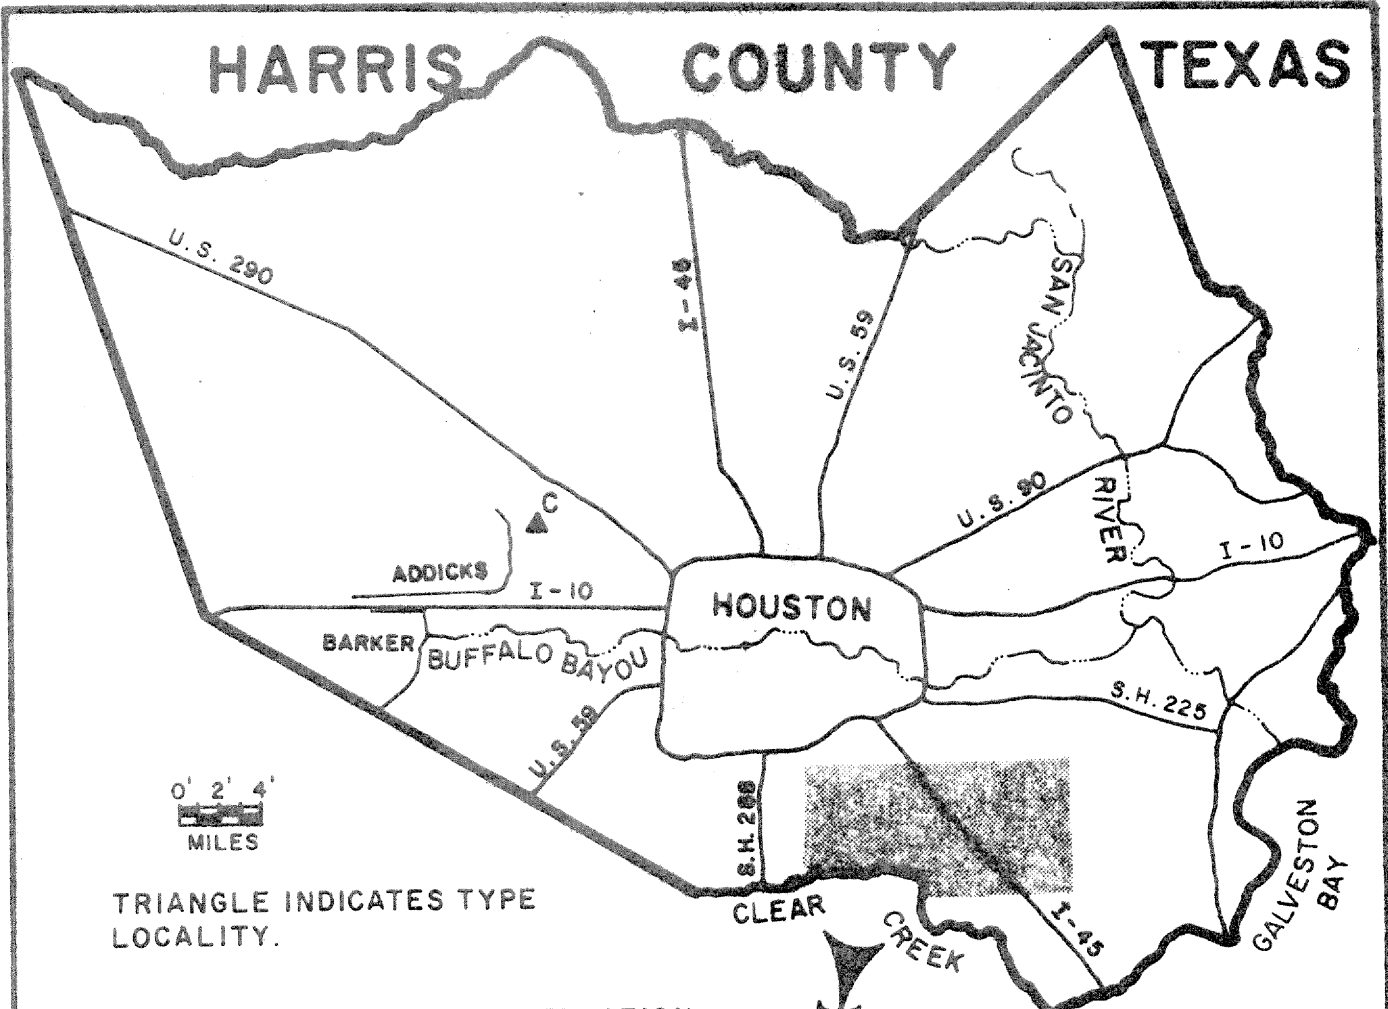 HARRIS COUNTY TEXAS
U.S. 290
I-45
U.S. 59
SAN JACINTO
RIVER
U.S. 90
I-10
C
ADDICKS
I-10
HOUSTON
BARKER
BUFFALO BAYOU
U.S. 59
S.H. 225
0' 2' 4'
MILES
S.H. 288
TRIANGLE INDICATES TYPE
LOCALITY.
CLEAR
CREEK
I-45
GALVESTON
BAY